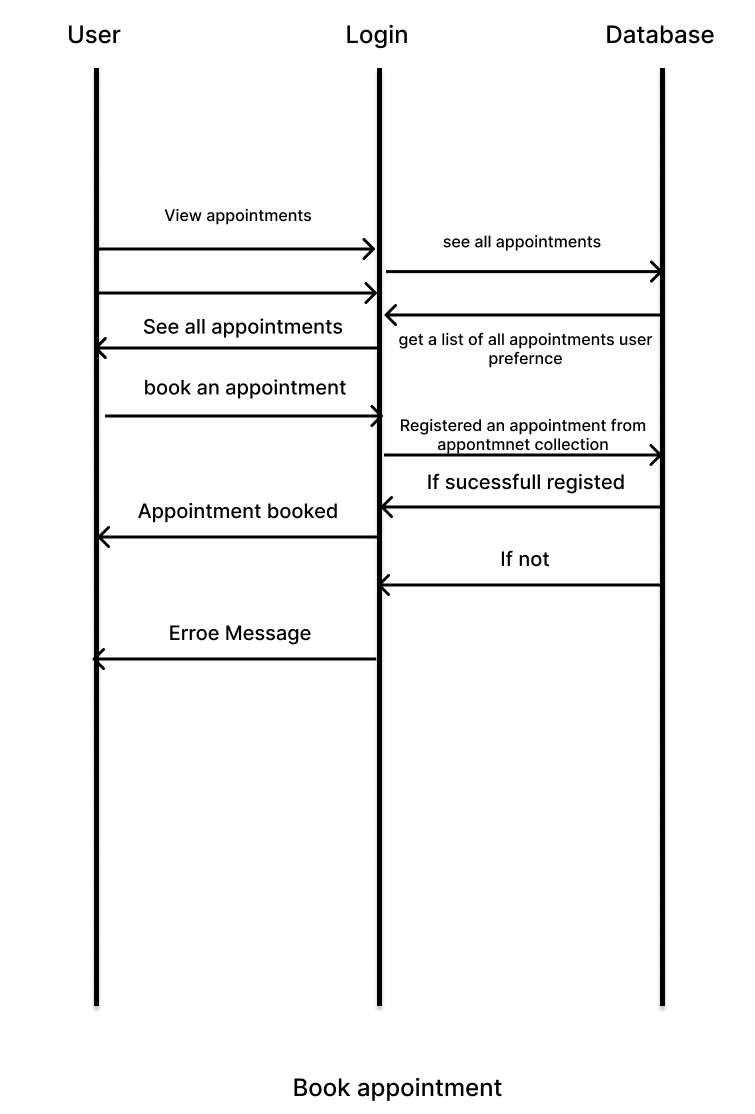 User
Login
Database
View appointments
see all appointments
See all appointments
get a list of all appointments user
prefernce
book an appointment
Registered an appointment from
appontmnet collection
If sucessfull registed
Appointment booked
If not
Erroe Message
Book appointment